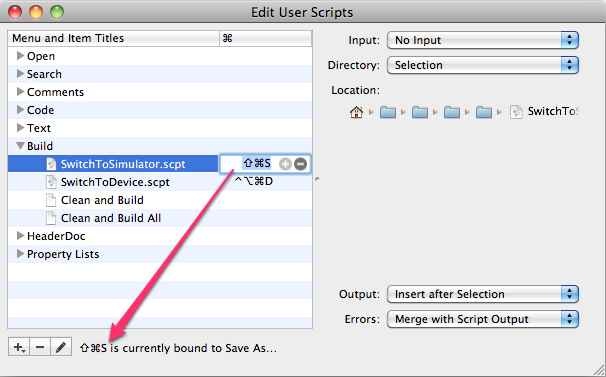 Edit User Scripts
Menu and Item Titles ⌘
Open
Search
Comments
Code
Text
Build
SwitchToSimulator.scpt ⇧⌘S
SwitchToDevice.scpt ^⌥⌘D
Clean and Build
Clean and Build All
HeaderDoc
Property Lists
⇧⌘S is currently bound to Save As...
Input: No Input
Directory: Selection
Location:
SwitchToS
Output: Insert after Selection
Errors: Merge with Script Output